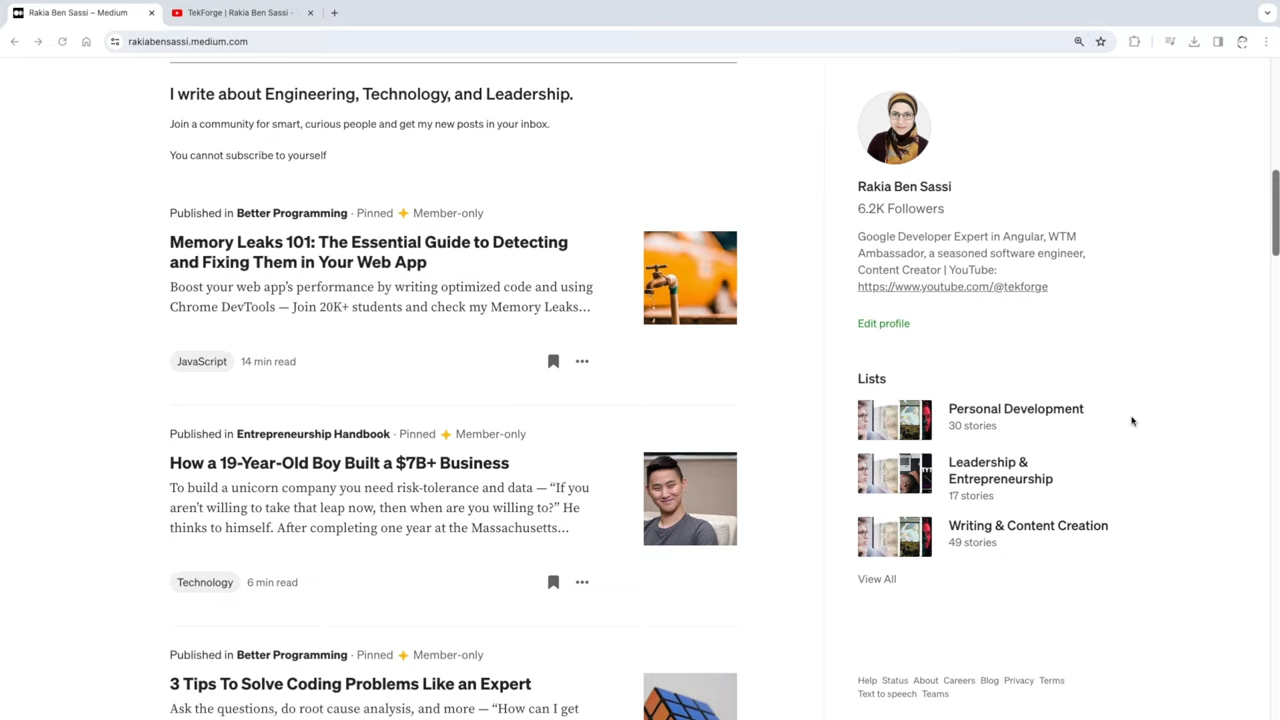 Rakia Ben Sassi – Medium
TekForge | Rakia Ben Sassi -
rakiabensassi.medium.com
I write about Engineering, Technology, and Leadership.
Join a community for smart, curious people and get my new posts in your inbox.
You cannot subscribe to yourself
Published in Better Programming · Pinned Member-only
Memory Leaks 101: The Essential Guide to Detecting
and Fixing Them in Your Web App
Boost your web app’s performance by writing optimized code and using
Chrome DevTools — Join 20K+ students and check my Memory Leaks…
JavaScript 14 min read
Published in Entrepreneurship Handbook · Pinned Member-only
How a 19-Year-Old Boy Built a $7B+ Business
To build a unicorn company you need risk-tolerance and data — “If you
aren’t willing to take that leap now, then when are you willing to?” He
thinks to himself. After completing one year at the Massachusetts…
Technology 6 min read
Published in Better Programming · Pinned Member-only
3 Tips To Solve Coding Problems Like an Expert
Ask the questions, do root cause analysis, and more — “How can I get
Rakia Ben Sassi
6.2K Followers
Google Developer Expert in Angular, WTM
Ambassador, a seasoned software engineer,
Content Creator | YouTube:
https://www.youtube.com/@tekforge
Edit profile
Lists
Personal Development
30 stories
Leadership &
Entrepreneurship
17 stories
Writing & Content Creation
49 stories
View All
Help Status About Careers Blog Privacy Terms
Text to speech Teams